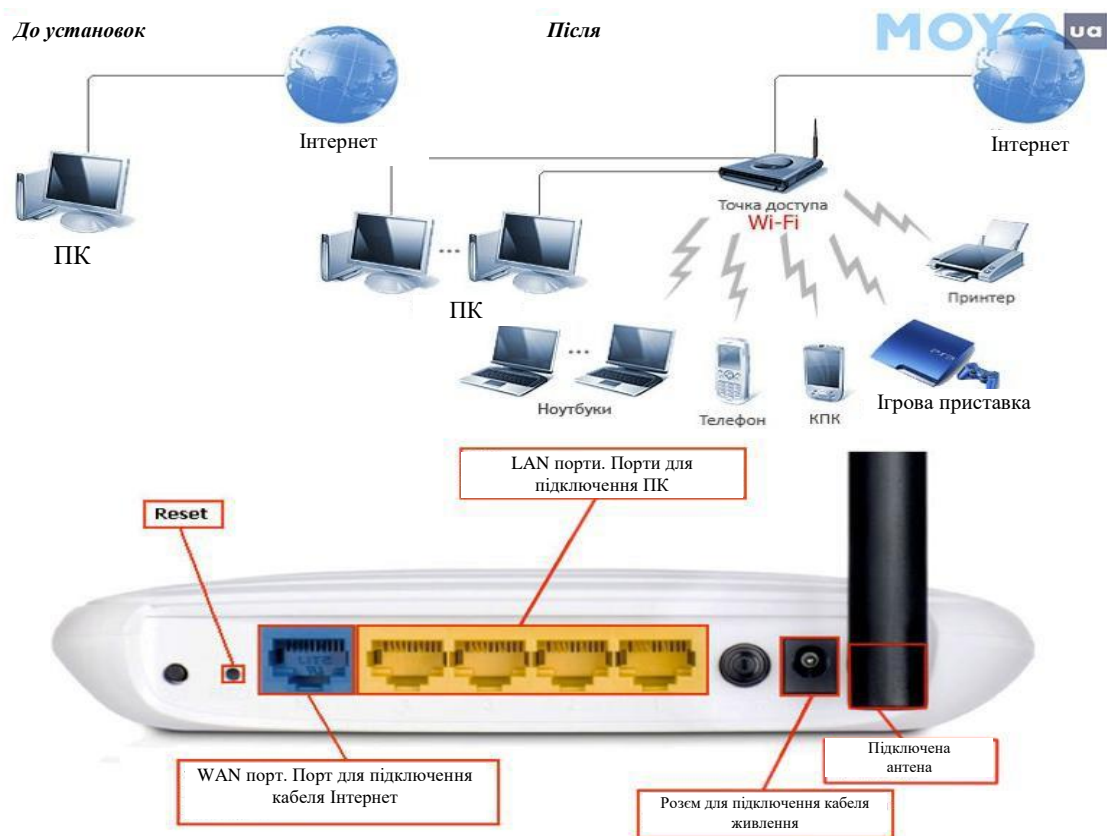 До установок
Після
MOYO ua
Інтернет
Інтернет
ПК
Точка доступа
Wi-Fi
Принтер
ПК
Ноутбуки
Телефон
КПК
Ігрова приставка
LAN порти. Порти для
підключення ПК
Reset
WAN порт. Порт для підключення
кабеля Інтернет
Розєм для підключення кабеля
живлення
Підключена
антена